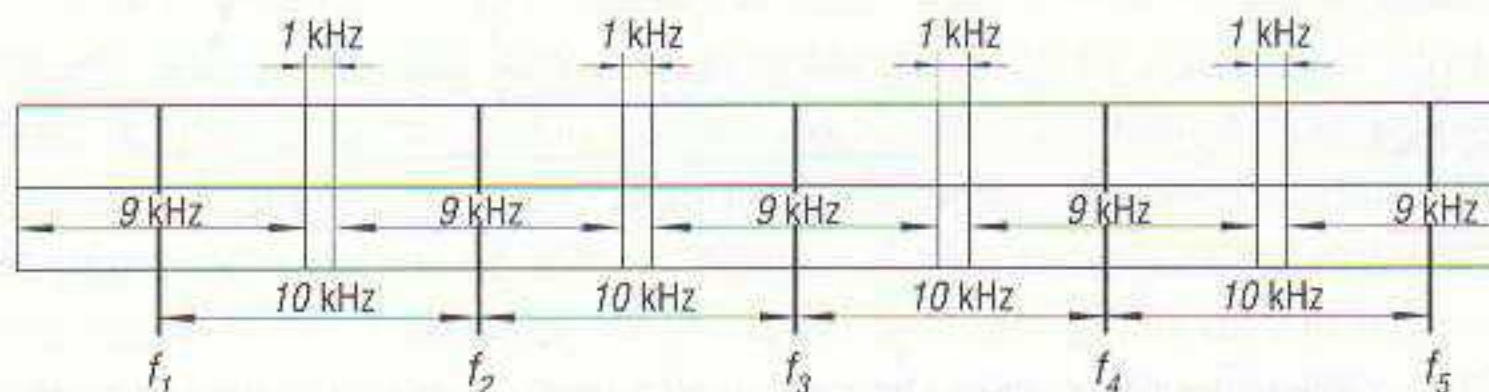 1 kHz 1 kHz 1 kHz 1 kHz
9 kHz 9 kHz 9 kHz 9 kHz 9 kHz
10 kHz 10 kHz 10 kHz 10 kHz
f₁ f₂ f₃ f₄ f₅